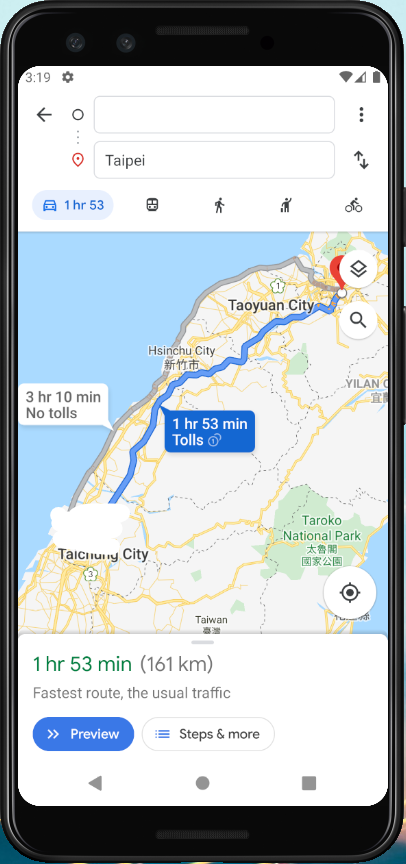 3:19
Taipei
1 hr 53
1
Taoyuan City
Hsinchu City
新竹市
YILAN
3 hr 10 min
No tolls
1 hr 53 min
Tolls
Taroko
National Park
太魯閣
國家公園
Taichung City
3
Taiwan
臺灣
1 hr 53 min (161 km)
Fastest route, the usual traffic
Preview
Steps & more